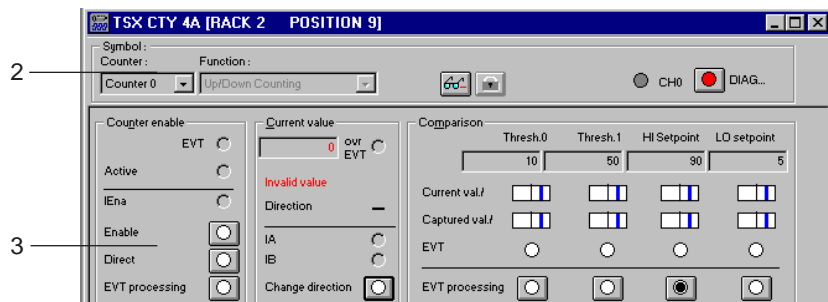 TSX CTY 4A [RACK 2 POSITION 9]
Symbol :
Counter : Function :
2
Counter 0 Up/Down Counting CH0 DIAG...
Counter enable Current value Comparison
EVT 0 ovr EVT Thresh.0 Thresh.1 HI Setpoint LO setpoint
10 50 90 5
Active Invalid value Current val./
IEna Direction Captured val./
Enable IA EVT
3
Direct IB
EVT processing Change direction EVT processing